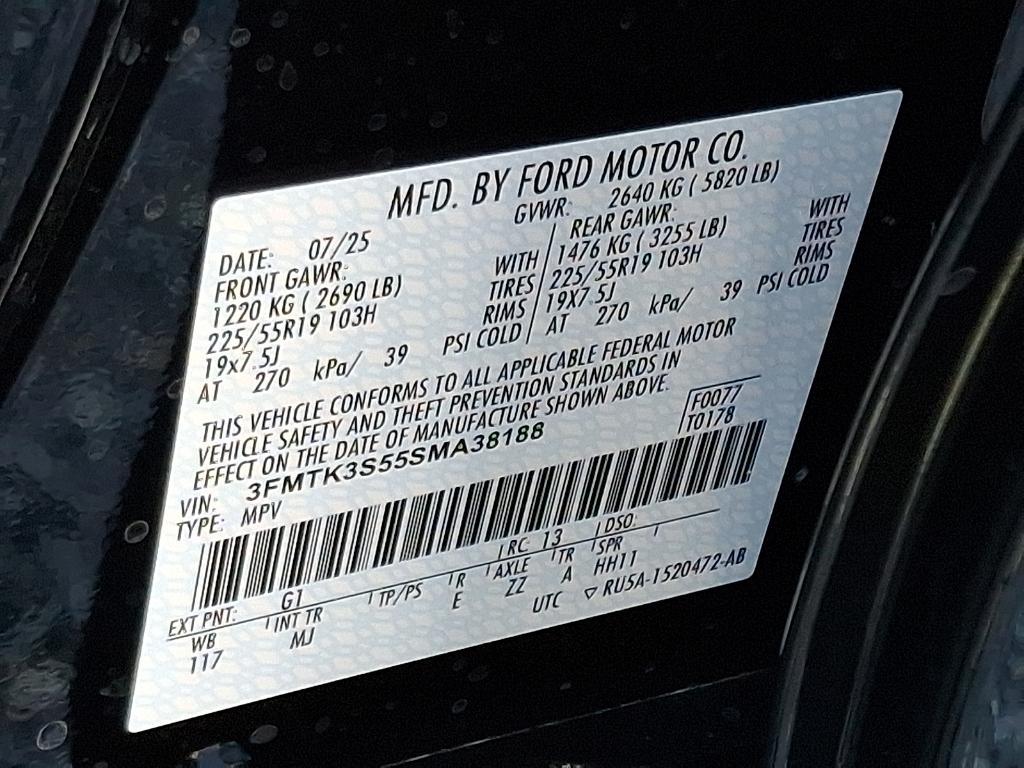 MFD. BY FORD MOTOR CO.
DATE: 07/25 GVWR: 2640 KG ( 5820 LB)
FRONT GAWR: REAR GAWR:
1220 KG ( 2690 LB) WITH 1476 KG ( 3255 LB) WITH
225/55R19 103H TIRES 225/55R19 103H TIRES
19x7.5J RIMS 19X7.5J RIMS
AT 270 kPa/ 39 PSI COLD AT 270 kPa/ 39 PSI COLD
THIS VEHICLE CONFORMS TO ALL APPLICABLE FEDERAL MOTOR
VEHICLE SAFETY AND THEFT PREVENTION STANDARDS IN
EFFECT ON THE DATE OF MANUFACTURE SHOWN ABOVE.
F0077
VIN: 3FMTK3S55SMA38188 T0178
TYPE: MPV
EXT PNT: G1 RC 13 DSO:
WB INT TR TP/PS R AXLE TR SPR
117 MJ E ZZ A HH11
UTC ▽ RU5A-1520472-AB